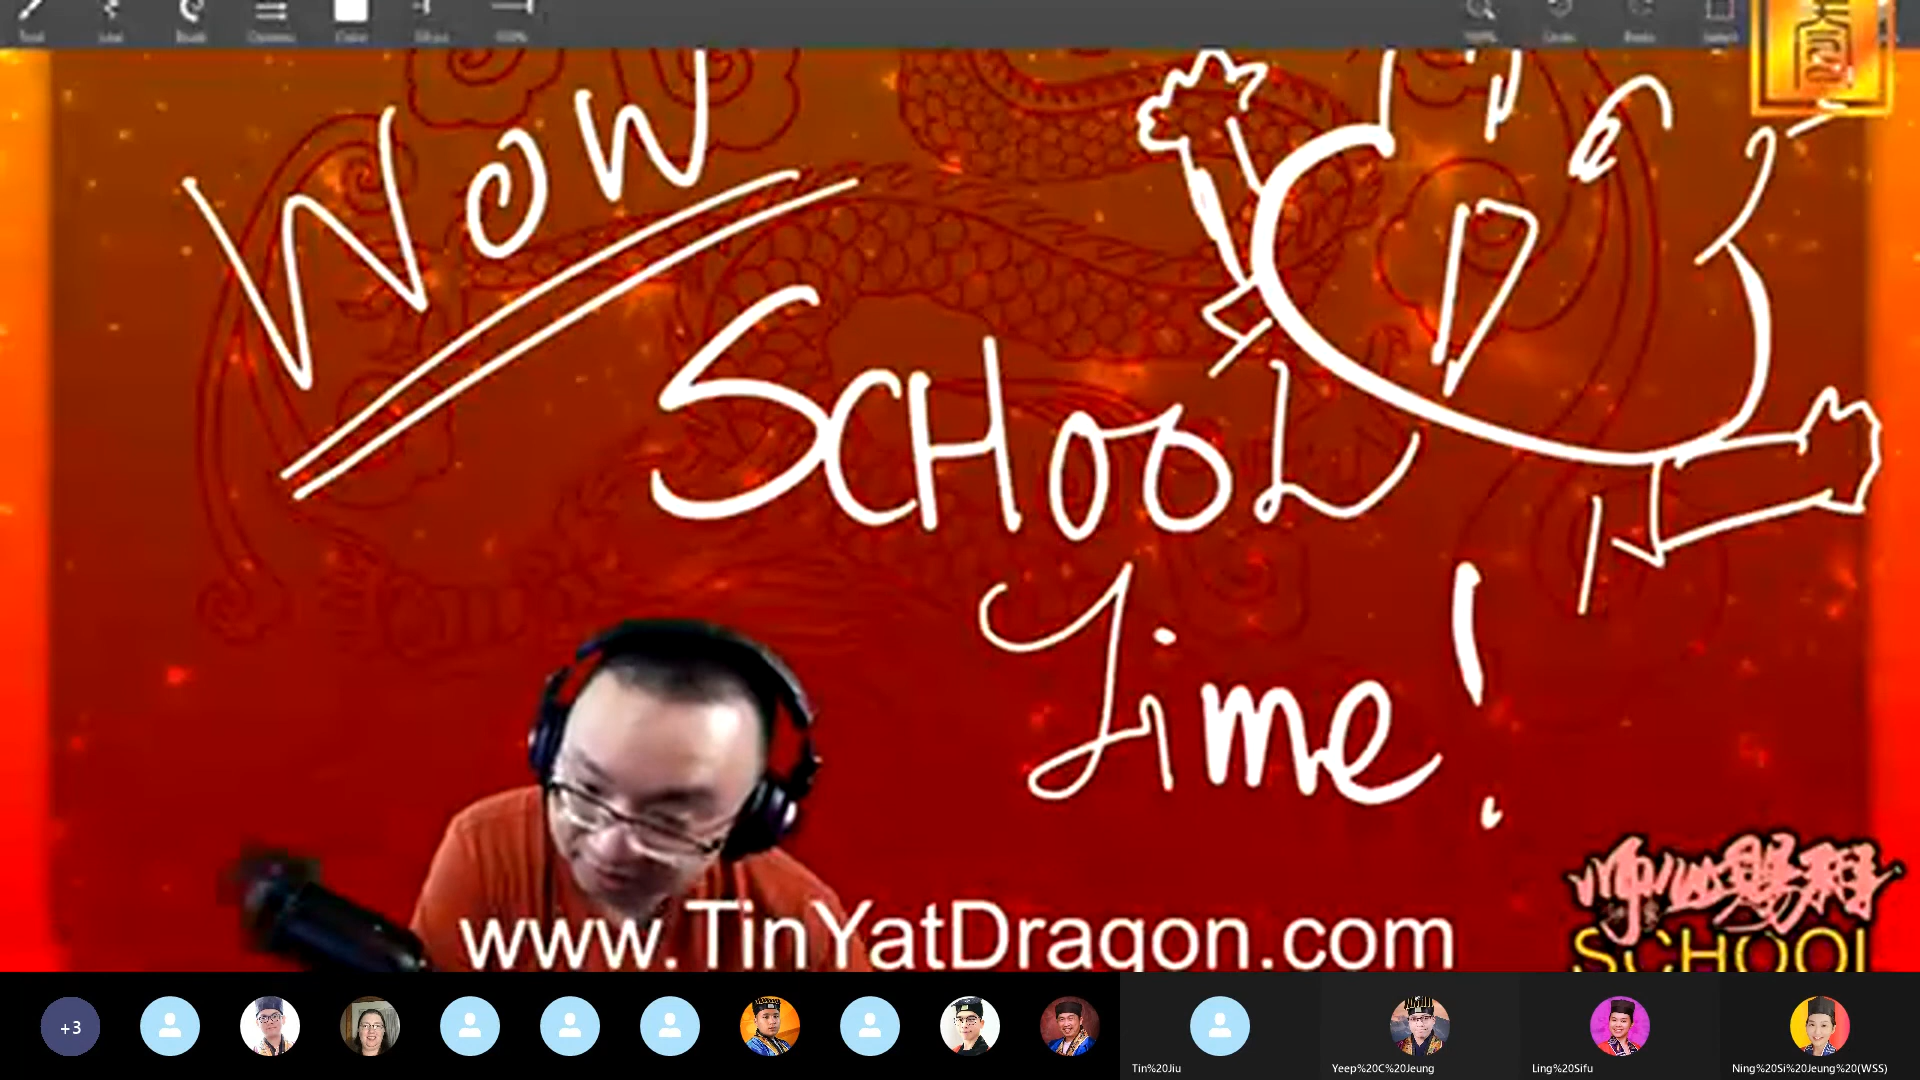 WOW
SCHOOL
Time!
www.TinYatDragon.com
SCHOOL
+3
Tin%20Jiu
Yeep%20C%20Jeung
Ling%20Sifu
Ning%20Si%20Jeung%20(WSS)